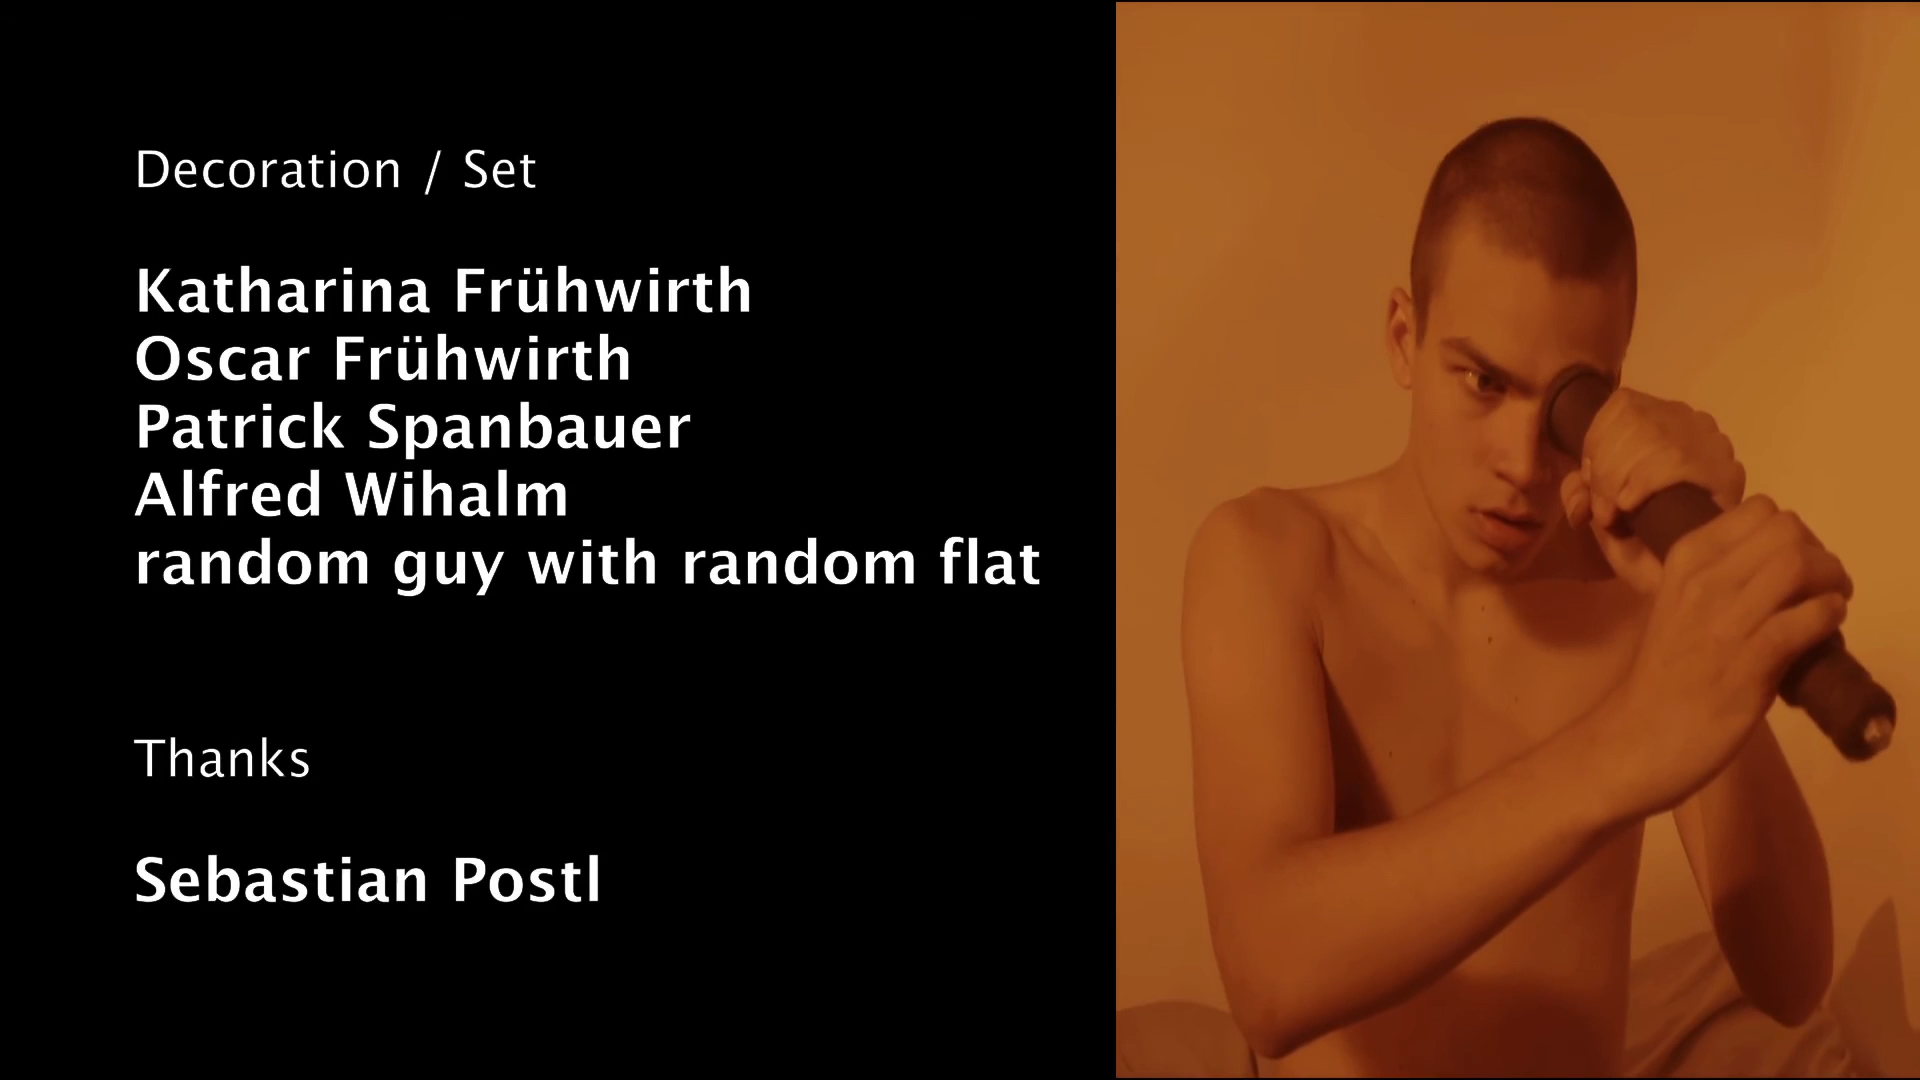 Decoration / Set
Katharina Frühwirth
Oscar Frühwirth
Patrick Spanbauer
Alfred Wihalm
random guy with random flat
Thanks
Sebastian Postl